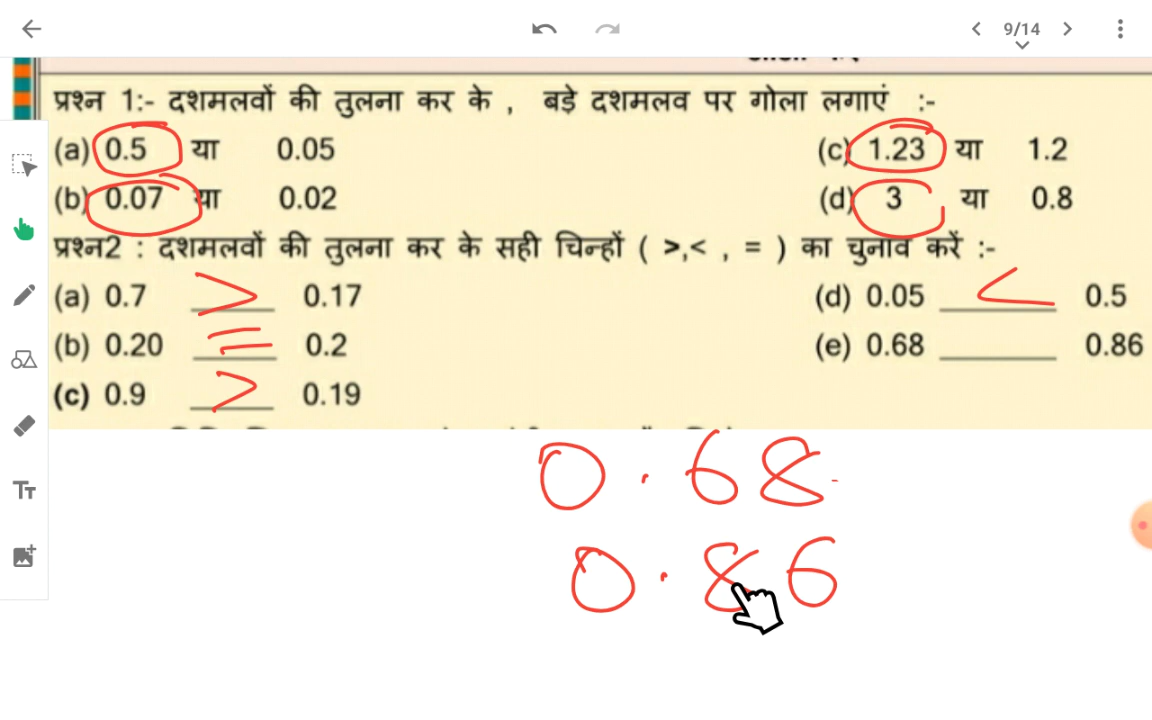 9/14
प्रश्न 1:- दशमलवों की तुलना कर के , बड़े दशमलव पर गोला लगाएं :-
(a) 0.5 या 0.05 (c) 1.23 या 1.2
(b) 0.07 या 0.02 (d) 3 या 0.8
प्रश्न2 : दशमलवों की तुलना कर के सही चिन्हों ( >,< , = ) का चुनाव करें :-
(a) 0.7 > 0.17 (d) 0.05 < 0.5
(b) 0.20 = 0.2 (e) 0.68 ______ 0.86
(c) 0.9 > 0.19
0.68
0.86
Tт